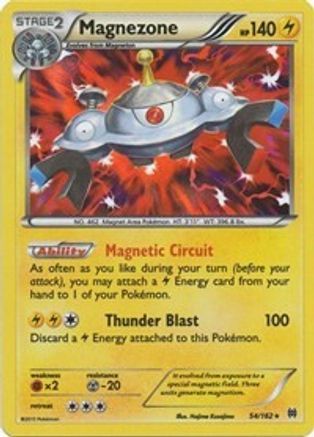 STAGE2 Magnezone HP140
Evolves from Magneton
NO. 462 Magnet Area Pokémon. HT: 3'11" WT: 396.8 lbs.
Ability Magnetic Circuit
As often as you like during your turn (before your
attack), you may attach a Energy card from your
hand to 1 of your Pokémon.
Thunder Blast 100
Discard a Energy attached to this Pokémon.
weakness resistance
×2 -20
retreat
It evolved from exposure to a
special magnetic field. Three
units generate magnetism.
©2015 Pokémon Illus. Hajime Kusajima 54/162 ★